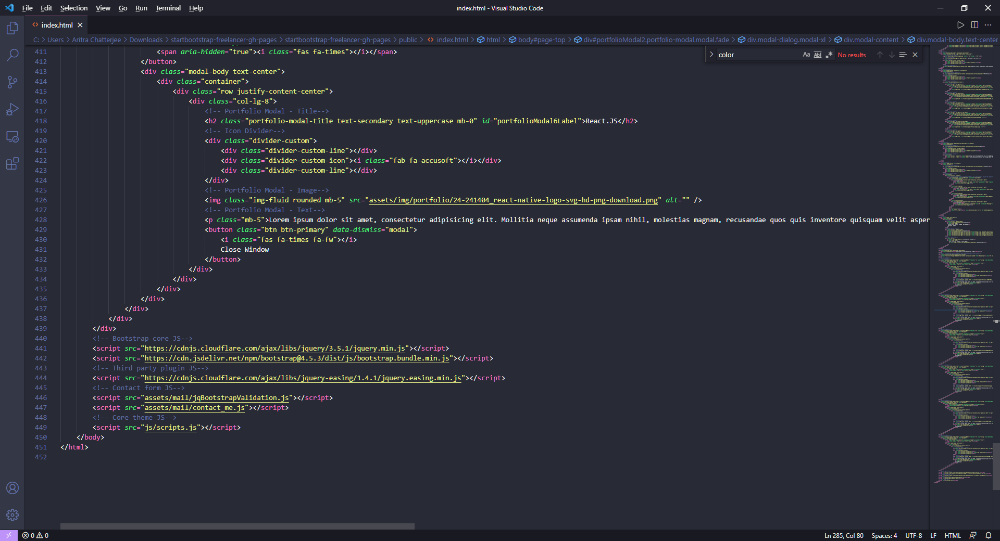 File Edit Selection View Go Run Terminal Help
index.html - Visual Studio Code
index.html
C: > Users > Aritra Chatterjee > Downloads > startbootstrap-freelancer-gh-pages > startbootstrap-freelancer-gh-pages > public > index.html > html > body#page-top > div#portfolioModal2.portfolio-modal.modal.fade > div.modal-dialog.modal-xl > div.modal-content > div.modal-body.text-center
color Aa Abl .* No results
411 <span aria-hidden="true"><i class="fas fa-times"></i></span>
412 </button>
413 <div class="modal-body text-center">
414 <div class="container">
415 <div class="row justify-content-center">
416 <div class="col-lg-8">
417 <!-- Portfolio Modal - Title-->
418 <h2 class="portfolio-modal-title text-secondary text-uppercase mb-0" id="portfolioModal6Label">React.JS</h2>
419 <!-- Icon Divider-->
420 <div class="divider-custom">
421 <div class="divider-custom-line"></div>
422 <div class="divider-custom-icon"><i class="fab fa-accusoft"></i></div>
423 <div class="divider-custom-line"></div>
424 </div>
425 <!-- Portfolio Modal - Image-->
426 <img class="img-fluid rounded mb-5" src="assets/img/portfolio/24-241404_react-native-logo-svg-hd-png-download.png" alt="" />
427 <!-- Portfolio Modal - Text-->
428 <p class="mb-5">Lorem ipsum dolor sit amet, consectetur adipisicing elit. Mollitia neque assumenda ipsam nihil, molestias magnam, recusandae quos quis inventore quisquam velit asper
429 <button class="btn btn-primary" data-dismiss="modal">
430 <i class="fas fa-times fa-fw"></i>
431 Close Window
432 </button>
433 </div>
434 </div>
435 </div>
436 </div>
437 </div>
438 </div>
439 </div>
440 <!-- Bootstrap core JS-->
441 <script src="https://cdnjs.cloudflare.com/ajax/libs/jquery/3.5.1/jquery.min.js"></script>
442 <script src="https://cdn.jsdelivr.net/npm/bootstrap@4.5.3/dist/js/bootstrap.bundle.min.js"></script>
443 <!-- Third party plugin JS-->
444 <script src="https://cdnjs.cloudflare.com/ajax/libs/jquery-easing/1.4.1/jquery.easing.min.js"></script>
445 <!-- Contact form JS-->
446 <script src="assets/mail/jqBootstrapValidation.js"></script>
447 <script src="assets/mail/contact_me.js"></script>
448 <!-- Core theme JS-->
449 <script src="js/scripts.js"></script>
450 </body>
451 </html>
452
0 0 Ln 285, Col 80 Spaces: 4 UTF-8 LF HTML